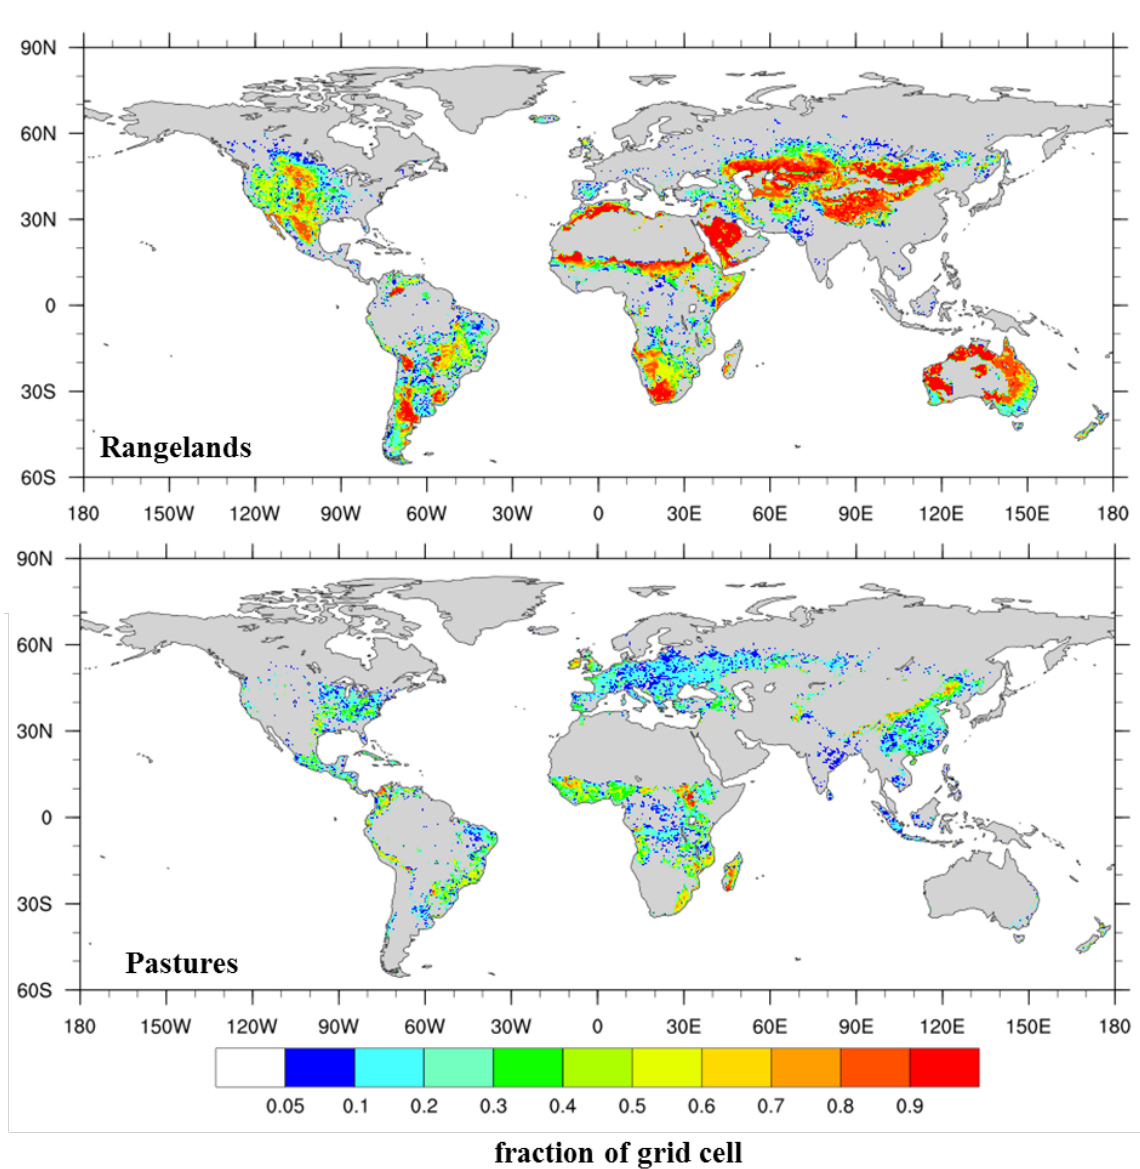 90N
60N
30N
0
30S
60S
Rangelands
180 150W 120W 90W 60W 30W 0 30E 60E 90E 120E 150E 180
90N
60N
30N
0
30S
60S
Pastures
180 150W 120W 90W 60W 30W 0 30E 60E 90E 120E 150E 180
0.05 0.1 0.2 0.3 0.4 0.5 0.6 0.7 0.8 0.9
fraction of grid cell